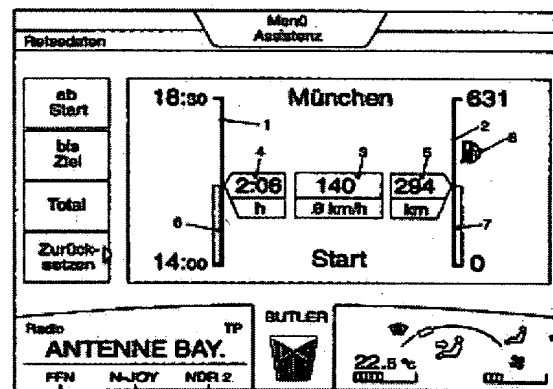 Menü
Assistenz
Reisedaten
ab
Start
bis
Ziel
Total
Zurück-
setzen
18:30
München
631
1
2
8
4
3
5
2:06
140
294
h
.8 km/h
km
6
7
14:00
Start
0
Radio
TP
ANTENNE BAY.
FFN N-JOY NDR 2
BUTLER
22.5 °C